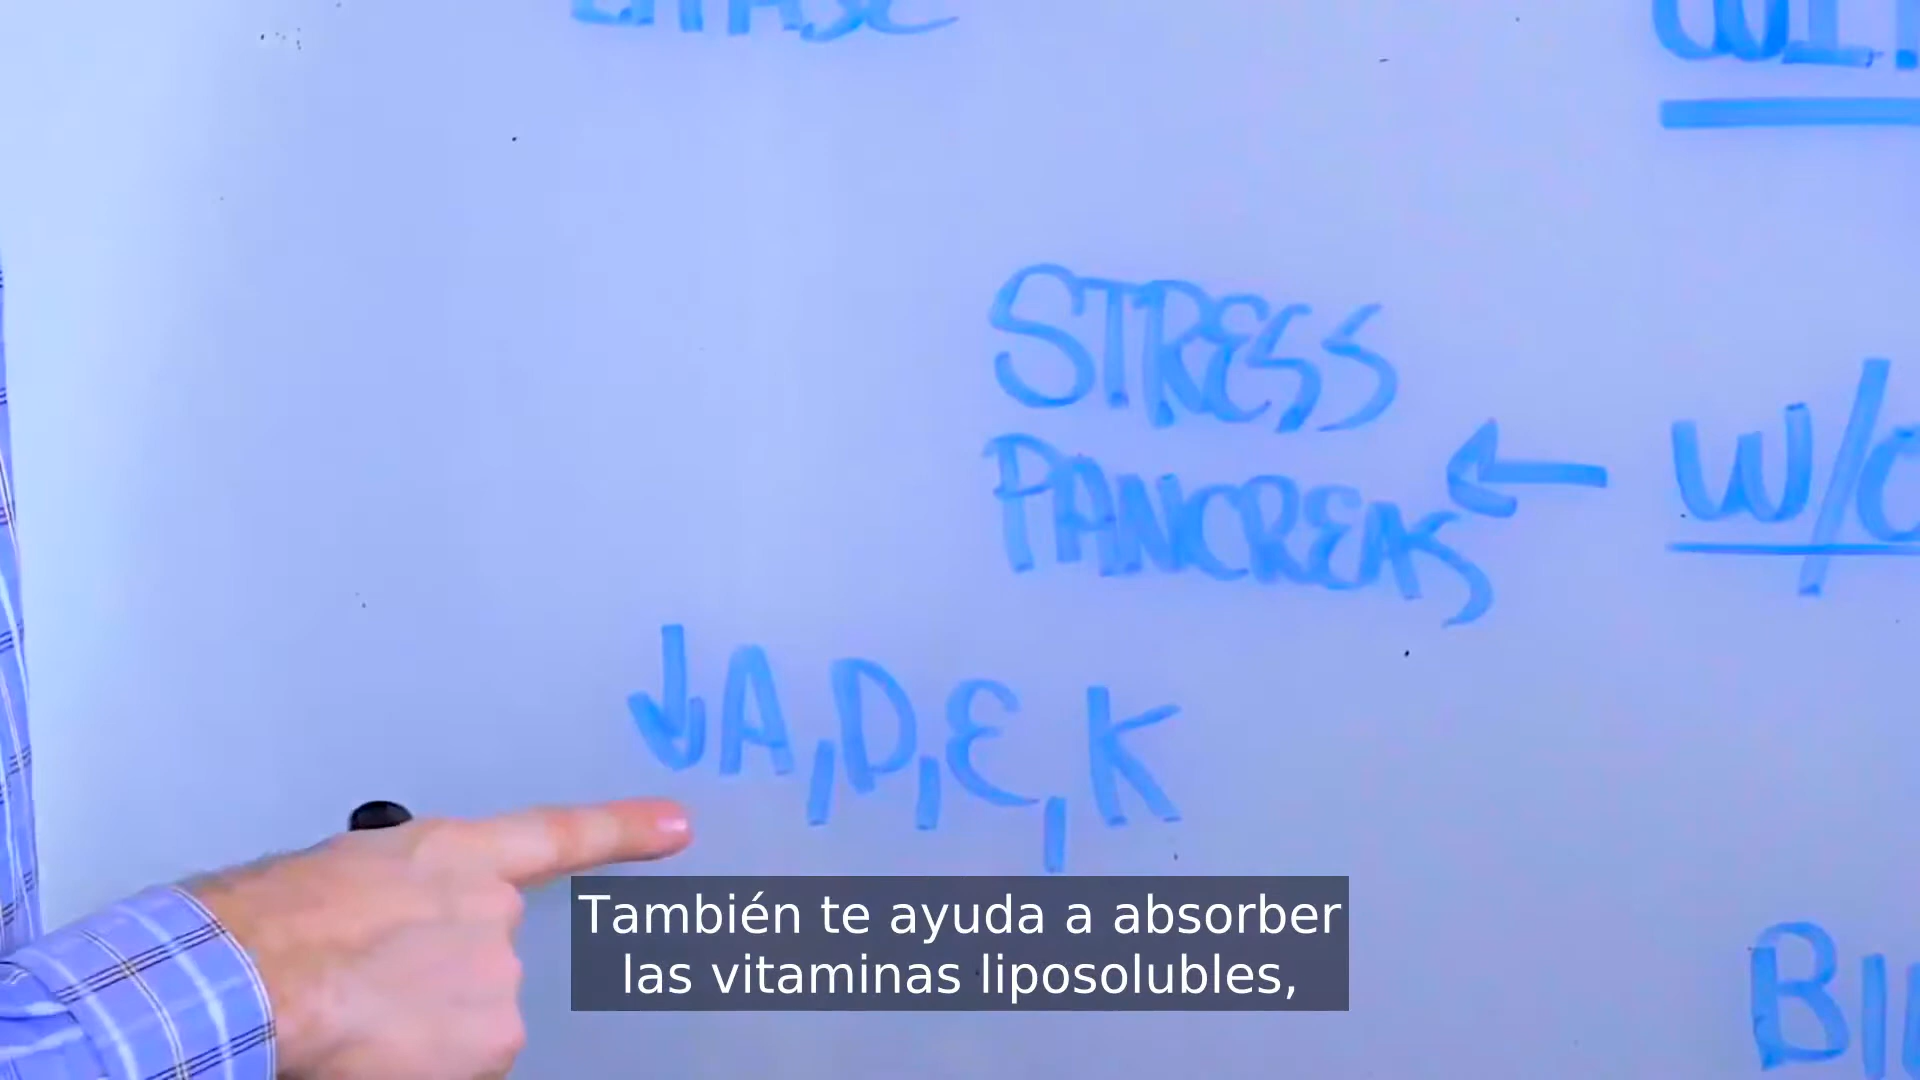 STRESS
PANCREAS ← W/O
↓A, D, E, K
También te ayuda a absorber
las vitaminas liposolubles,